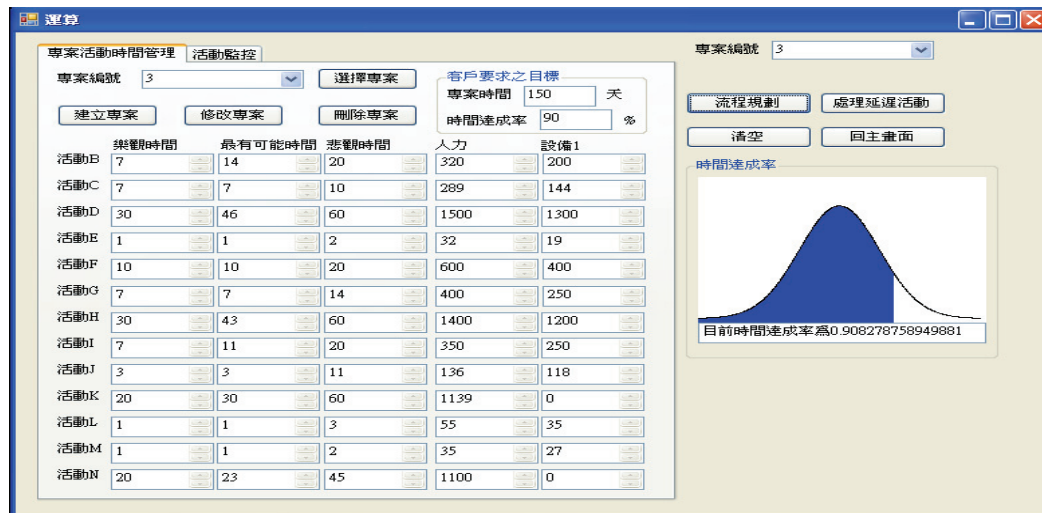 運算
專案活動時間管理 活動監控
專案編號 3 選擇專案
建立專案 修改專案 刪除專案
客戶要求之目標
專案時間 150 天
時間達成率 90 %
樂觀時間 最有可能時間 悲觀時間 人力 設備1
活動B 7 14 20 320 200
活動C 7 7 10 289 144
活動D 30 46 60 1500 1300
活動E 1 1 2 32 19
活動F 10 10 20 600 400
活動G 7 7 14 400 250
活動H 30 43 60 1400 1200
活動I 7 11 20 350 250
活動J 3 3 11 136 118
活動K 20 30 60 1139 0
活動L 1 1 3 55 35
活動M 1 1 2 35 27
活動N 20 23 45 1100 0
專案編號 3
流程規劃 處理延遲活動
清空 回主畫面
時間達成率
目前時間達成率為0.908278758949881